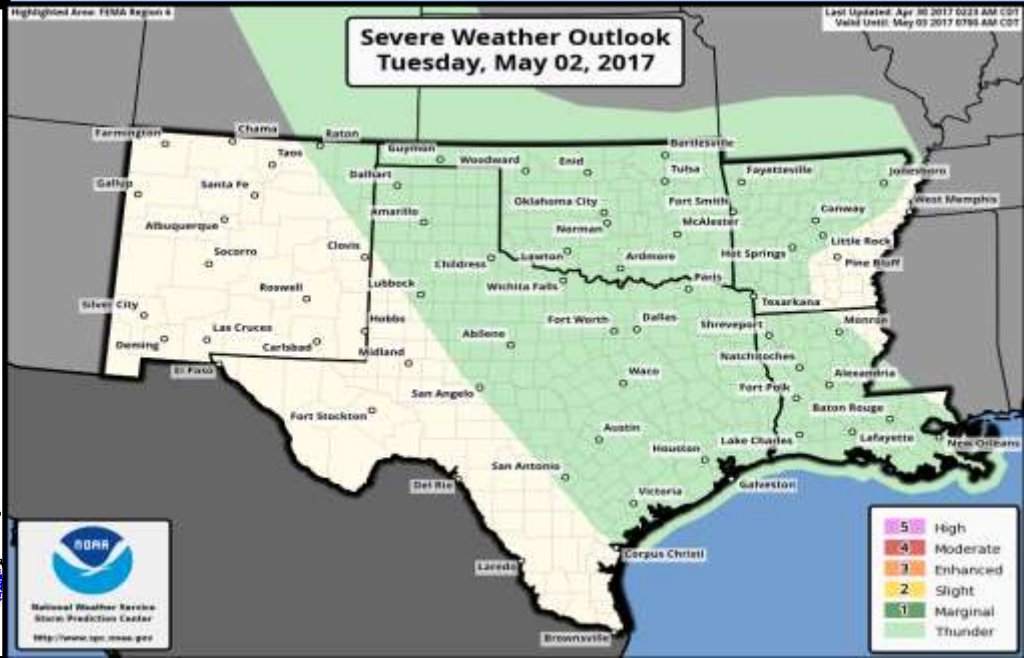 Highlighted Area: FEMA Region 6
Last Updated: Apr 30 2017 0223 AM CDT
Valid Until: May 03 2017 0700 AM CDT
Severe Weather Outlook
Tuesday, May 02, 2017
Farmington
Chama
Raton
Guymon
Bartlesville
Taos
Woodward
Enid
Tulsa
Fayetteville
Jonesboro
Dalhart
Gallup
Santa Fe
Oklahoma City
Fort Smith
West Memphis
Amarillo
Conway
Albuquerque
Norman
McAlester
Clovis
Little Rock
Socorro
Childress
Lawton
Ardmore
Hot Springs
Pine Bluff
Roswell
Lubbock
Wichita Falls
Paris
Silver City
Texarkana
Hobbs
Fort Worth
Dallas
Shreveport
Monroe
Las Cruces
Abilene
Deming
Carlsbad
Midland
Natchitoches
El Paso
Waco
Alexandria
San Angelo
Fort Polk
Fort Stockton
Baton Rouge
Austin
Houston
Lake Charles
Lafayette
New Orleans
San Antonio
Del Rio
Victoria
Galveston
Corpus Christi
Laredo
Brownsville
NOAA
National Weather Service
Storm Prediction Center
http://www.spc.noaa.gov
5 High
4 Moderate
3 Enhanced
2 Slight
1 Marginal
Thunder